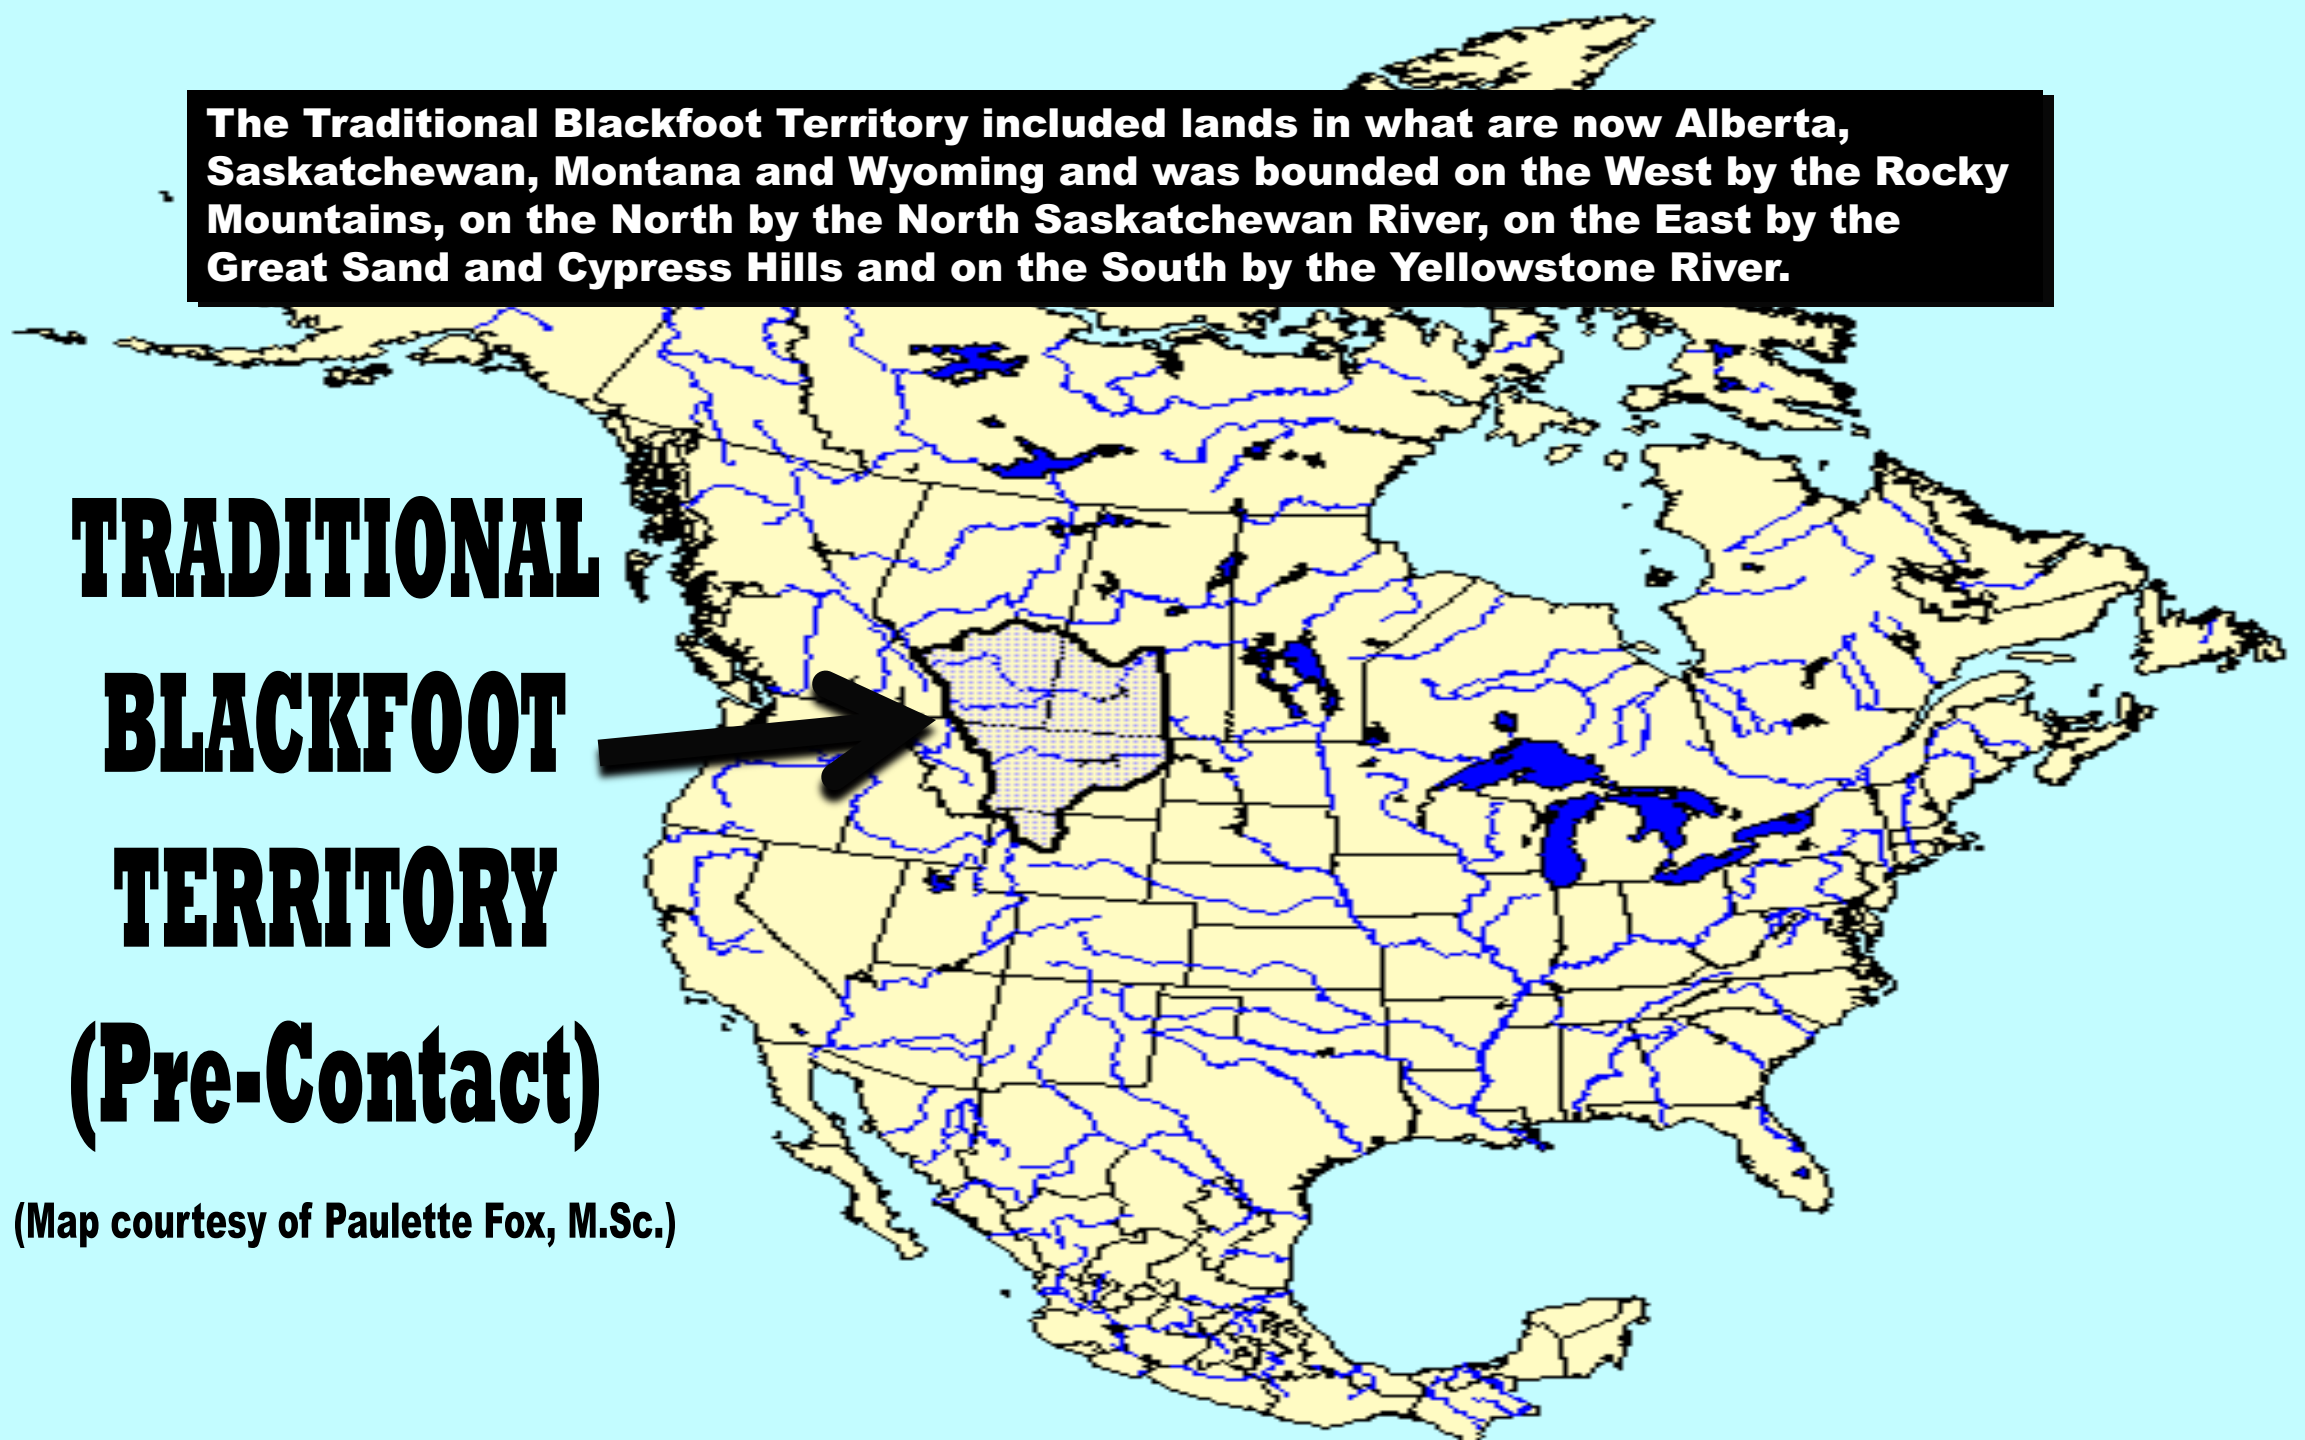 The Traditional Blackfoot Territory included lands in what are now Alberta,
Saskatchewan, Montana and Wyoming and was bounded on the West by the Rocky
Mountains, on the North by the North Saskatchewan River, on the East by the
Great Sand and Cypress Hills and on the South by the Yellowstone River.
TRADITIONAL
BLACKFOOT
TERRITORY
(Pre-Contact)
(Map courtesy of Paulette Fox, M.Sc.)